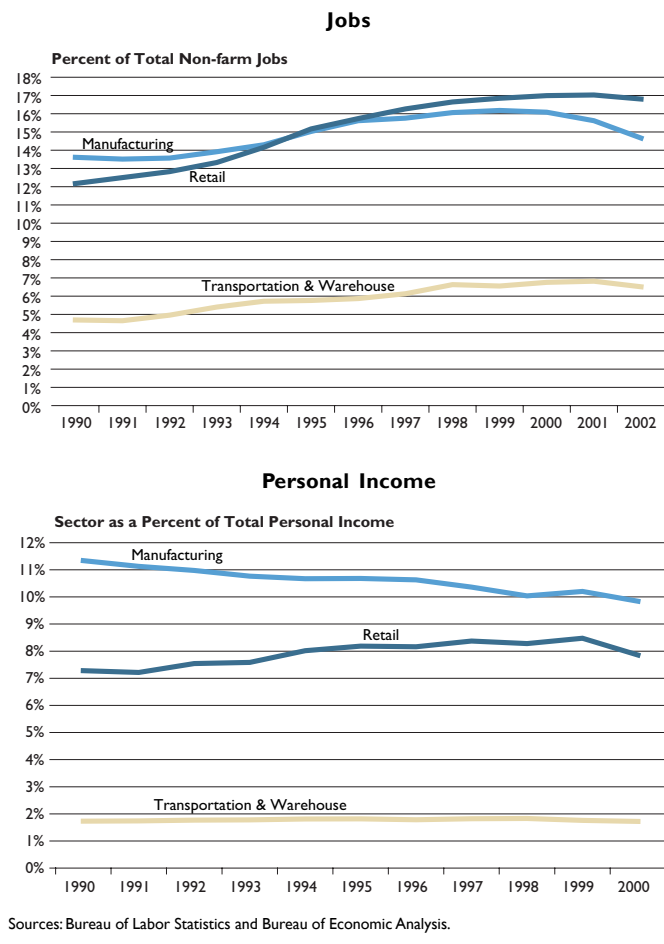 Jobs
Percent of Total Non-farm Jobs
18%
17%
16%
15%
14%
13%
12%
11%
10%
9%
8%
7%
6%
5%
4%
3%
2%
1%
0%
Manufacturing
Retail
Transportation & Warehouse
1990 1991 1992 1993 1994 1995 1996 1997 1998 1999 2000 2001 2002
Personal Income
Sector as a Percent of Total Personal Income
12%
11%
10%
9%
8%
7%
6%
5%
4%
3%
2%
1%
0%
Manufacturing
Retail
Transportation & Warehouse
1990 1991 1992 1993 1994 1995 1996 1997 1998 1999 2000
Sources: Bureau of Labor Statistics and Bureau of Economic Analysis.